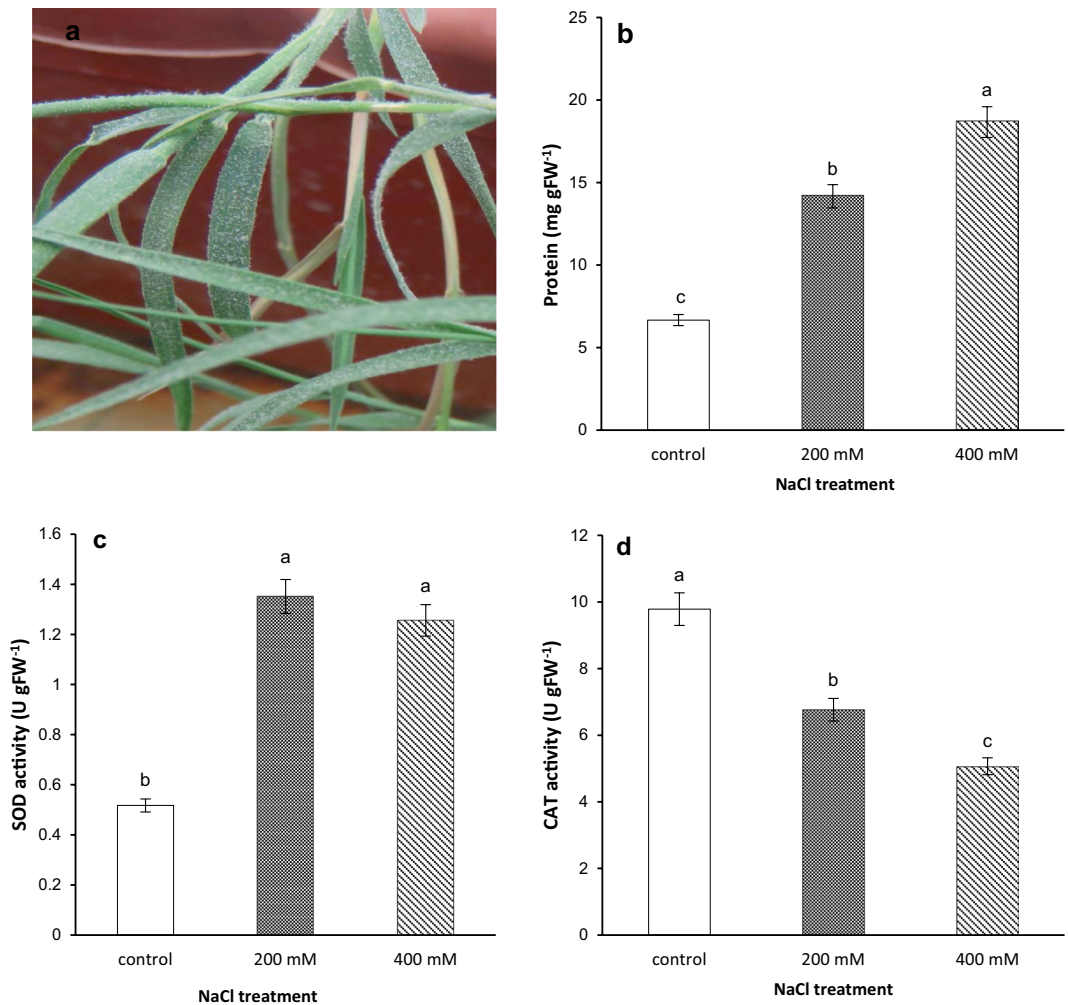 a
b
Protein (mg gFW⁻¹)
25
20
15
10
5
0
c
b
a
control
200 mM
400 mM
NaCl treatment
c
SOD activity (U gFW⁻¹)
1.6
1.4
1.2
1
0.8
0.6
0.4
0.2
0
b
a
a
control
200 mM
400 mM
NaCl treatment
d
CAT activity (U gFW⁻¹)
12
10
8
6
4
2
0
a
b
c
control
200 mM
400 mM
NaCl treatment